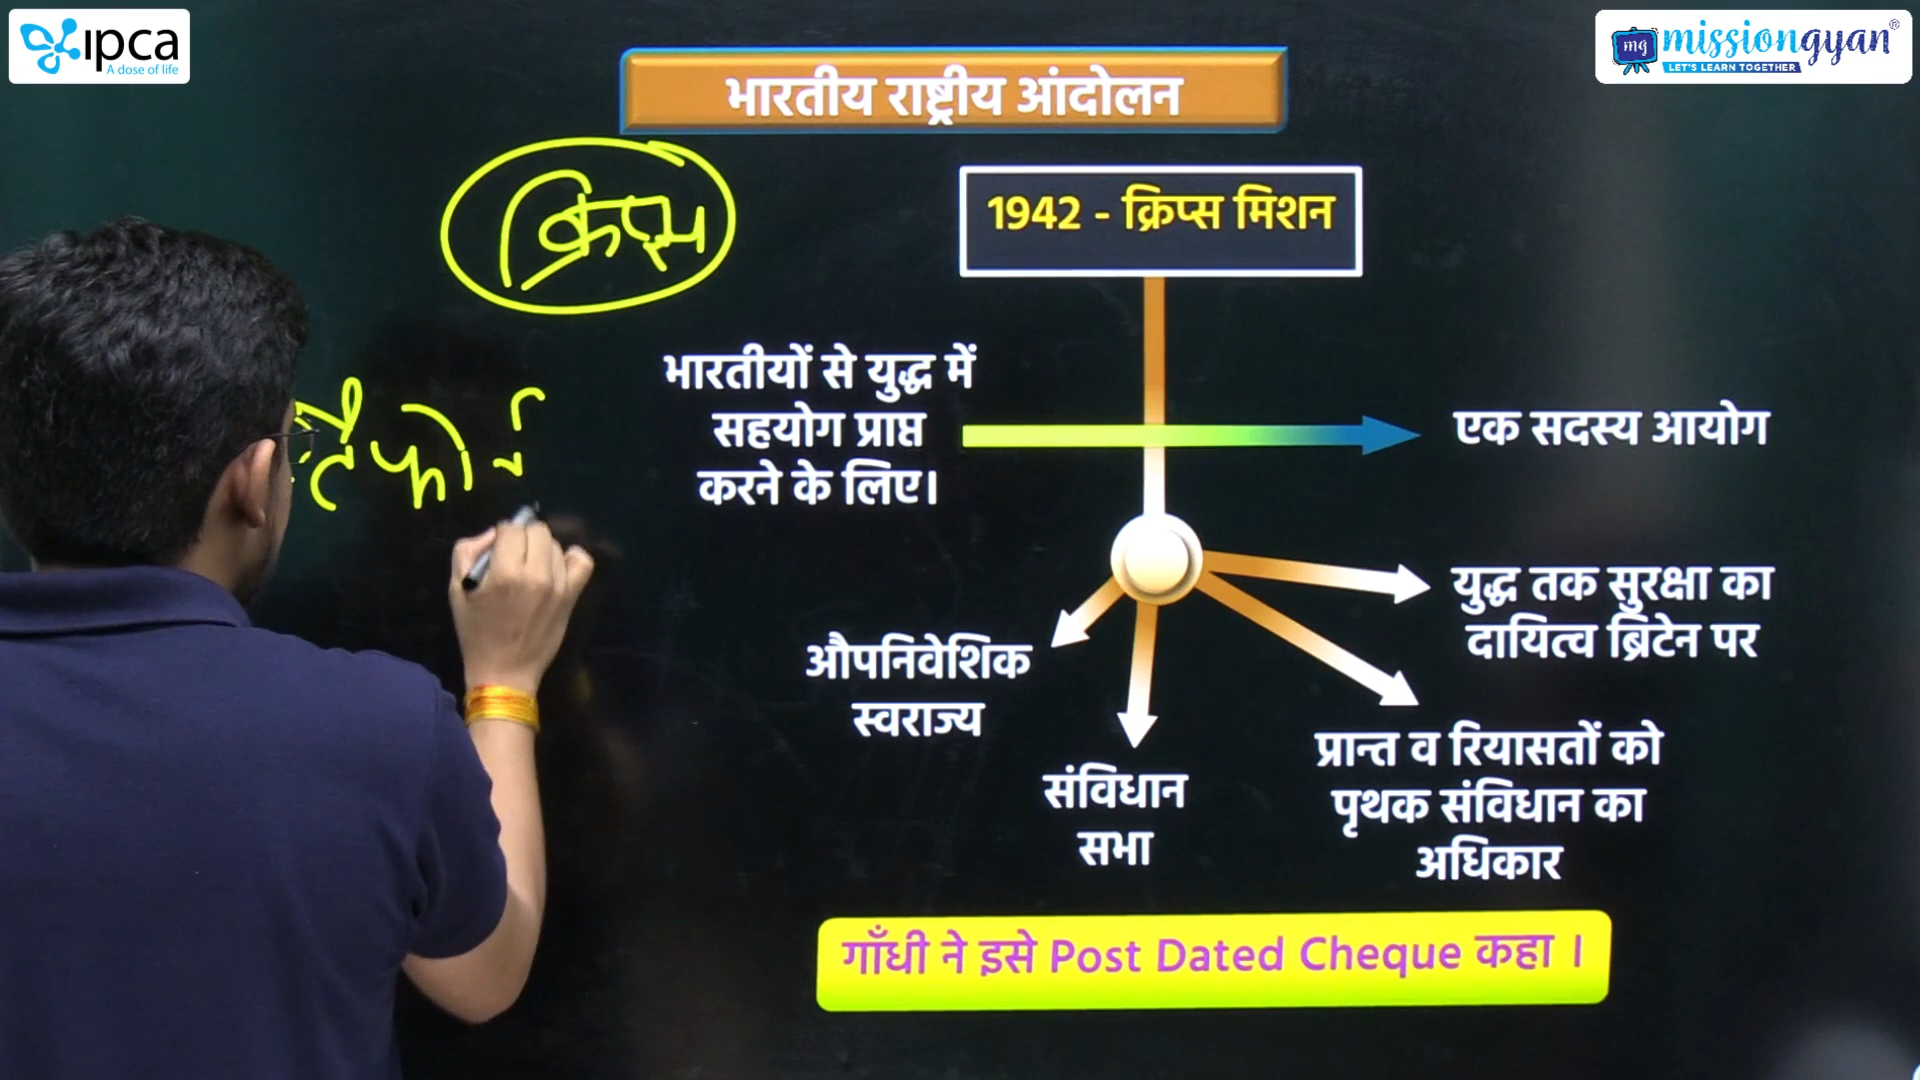 ipca
A dose of life
mg missiongyan®
LET'S LEARN TOGETHER
भारतीय राष्ट्रीय आंदोलन
क्रिप्स
1942 - क्रिप्स मिशन
भारतीयों से युद्ध में
सहयोग प्राप्त
करने के लिए।
एक सदस्य आयोग
युद्ध तक सुरक्षा का
दायित्व ब्रिटेन पर
औपनिवेशिक
स्वराज्य
संविधान
सभा
प्रान्त व रियासतों को
पृथक संविधान का
अधिकार
गाँधी ने इसे Post Dated Cheque कहा ।